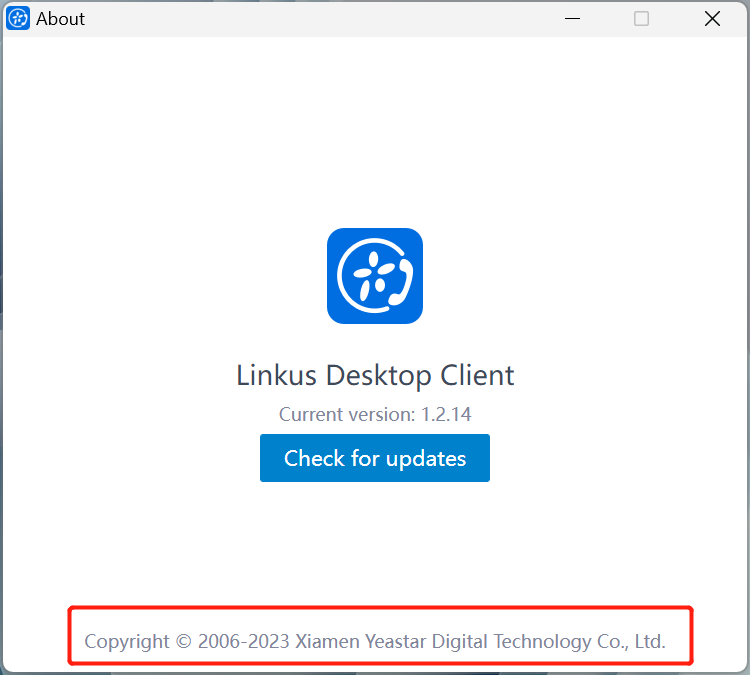 About
Linkus Desktop Client
Current version: 1.2.14
Check for updates
Copyright © 2006-2023 Xiamen Yeastar Digital Technology Co., Ltd.